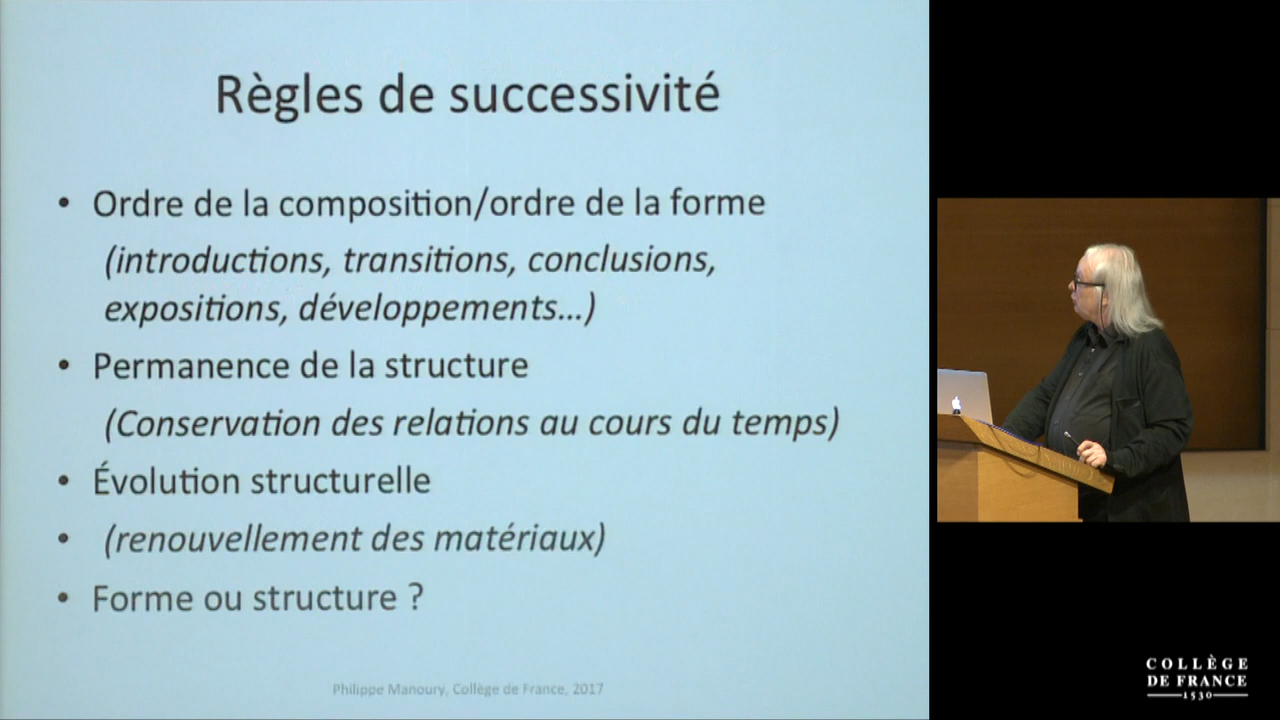 Règles de successivité
• Ordre de la composition/ordre de la forme
(introductions, transitions, conclusions,
expositions, développements...)
• Permanence de la structure
(Conservation des relations au cours du temps)
• Évolution structurelle
• (renouvellement des matériaux)
• Forme ou structure ?
Philippe Manoury, Collège de France, 2017
COLLÈGE
DE FRANCE
1530